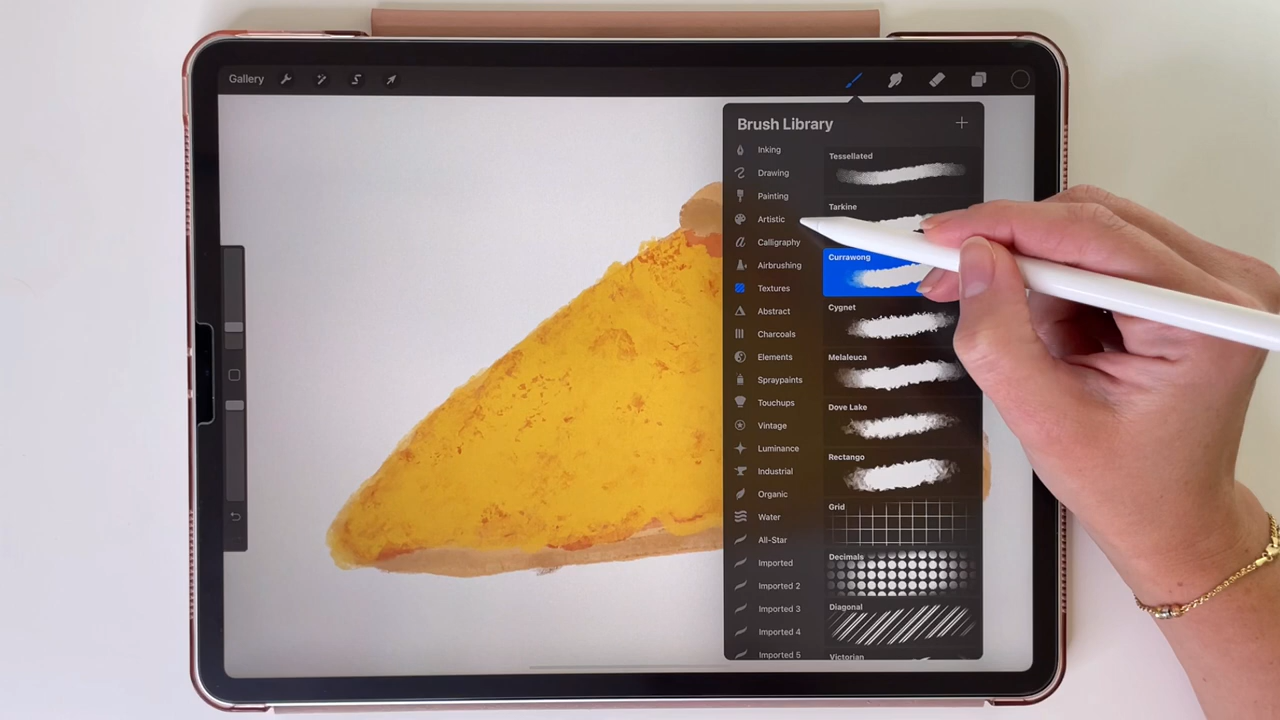 Gallery
Brush Library
Inking
Drawing
Painting
Artistic
Calligraphy
Airbrushing
Textures
Abstract
Charcoals
Elements
Spraypaints
Touchups
Vintage
Luminance
Industrial
Organic
Water
All-Star
Imported
Imported 2
Imported 3
Imported 4
Imported 5
Tessellated
Tarkine
Currawong
Cygnet
Melaleuca
Dove Lake
Rectango
Grid
Decimals
Diagonal
Victorian